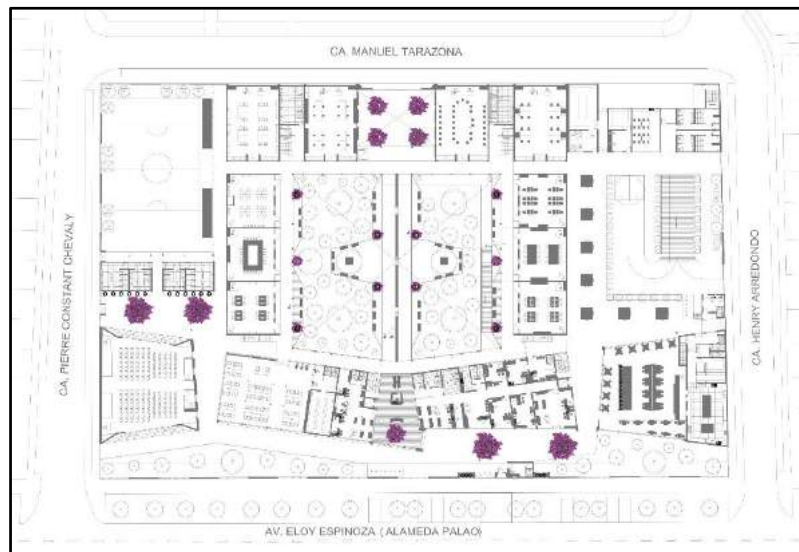 CA. MANUEL TARAZONA
CA. PIERRE CONSTANT CHEVALY
CA. HENRY ARREDONDO
AV. ELOY ESPINOZA ( ALAMEDA PALAO)